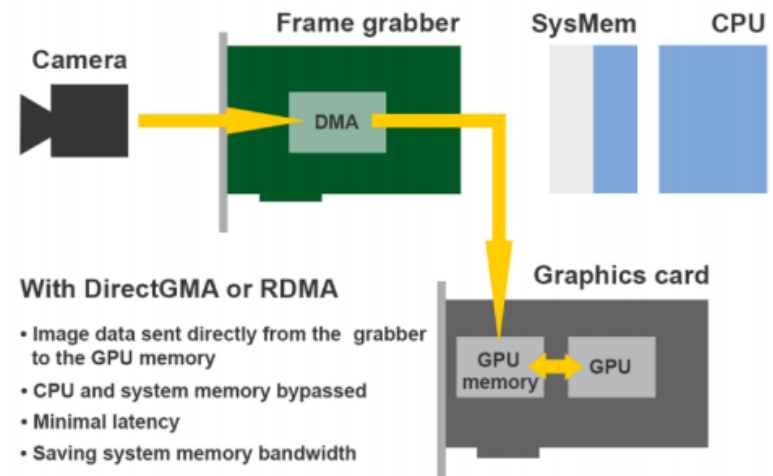 Frame grabber
SysMem
CPU
Camera
DMA
With DirectGMA or RDMA
• Image data sent directly from the grabber
to the GPU memory
• CPU and system memory bypassed
• Minimal latency
• Saving system memory bandwidth
Graphics card
GPU
memory
GPU